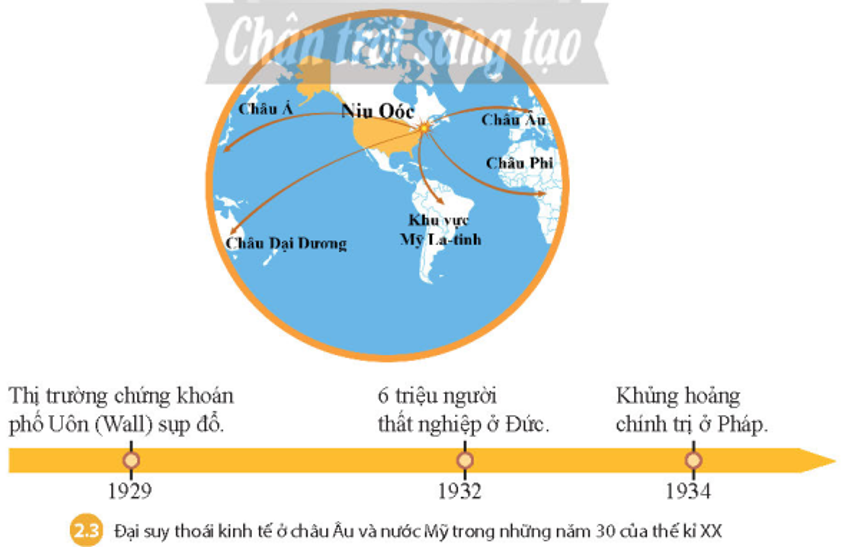 Chân trời sáng tạo
Châu Á
Niu Oóc
Châu Âu
Châu Phi
Khu vực
Mỹ La-tinh
Châu Dại Dương
Thị trường chứng khoán
phố Uôn (Wall) sụp đổ.
6 triệu người
thất nghiệp ở Đức.
Khủng hoảng
chính trị ở Pháp.
1929
1932
1934
2.3 Đại suy thoái kinh tế ở châu Âu và nước Mỹ trong những năm 30 của thế kỉ XX